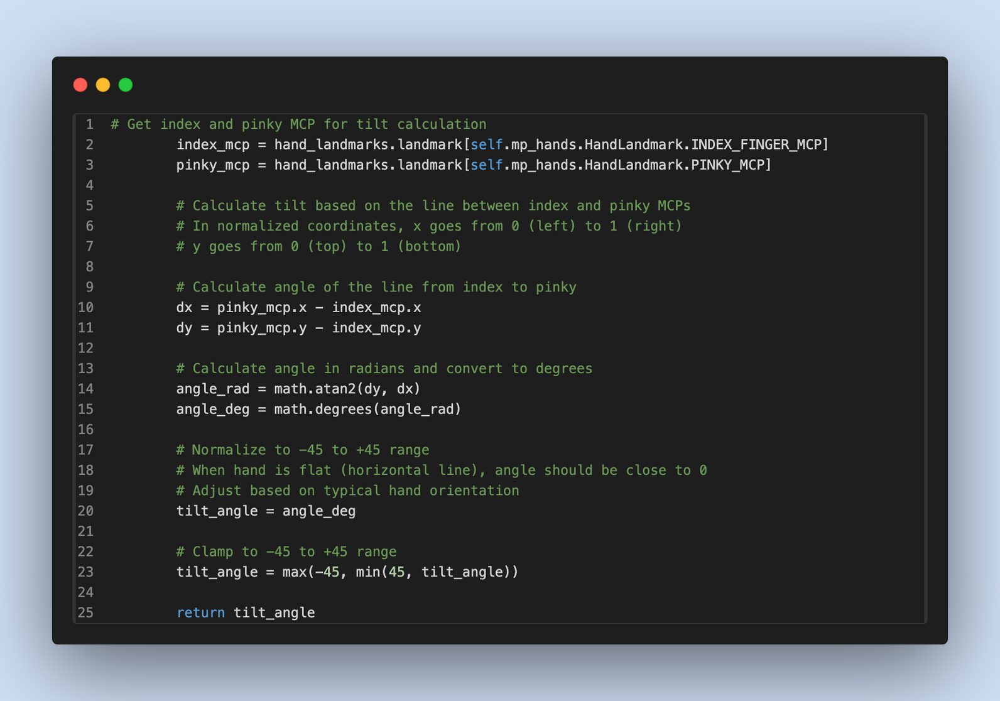 1 # Get index and pinky MCP for tilt calculation
2         index_mcp = hand_landmarks.landmark[self.mp_hands.HandLandmark.INDEX_FINGER_MCP]
3         pinky_mcp = hand_landmarks.landmark[self.mp_hands.HandLandmark.PINKY_MCP]
4
5         # Calculate tilt based on the line between index and pinky MCPs
6         # In normalized coordinates, x goes from 0 (left) to 1 (right)
7         # y goes from 0 (top) to 1 (bottom)
8
9         # Calculate angle of the line from index to pinky
10         dx = pinky_mcp.x - index_mcp.x
11         dy = pinky_mcp.y - index_mcp.y
12
13         # Calculate angle in radians and convert to degrees
14         angle_rad = math.atan2(dy, dx)
15         angle_deg = math.degrees(angle_rad)
16
17         # Normalize to -45 to +45 range
18         # When hand is flat (horizontal line), angle should be close to 0
19         # Adjust based on typical hand orientation
20         tilt_angle = angle_deg
21
22         # Clamp to -45 to +45 range
23         tilt_angle = max(-45, min(45, tilt_angle))
24
25         return tilt_angle